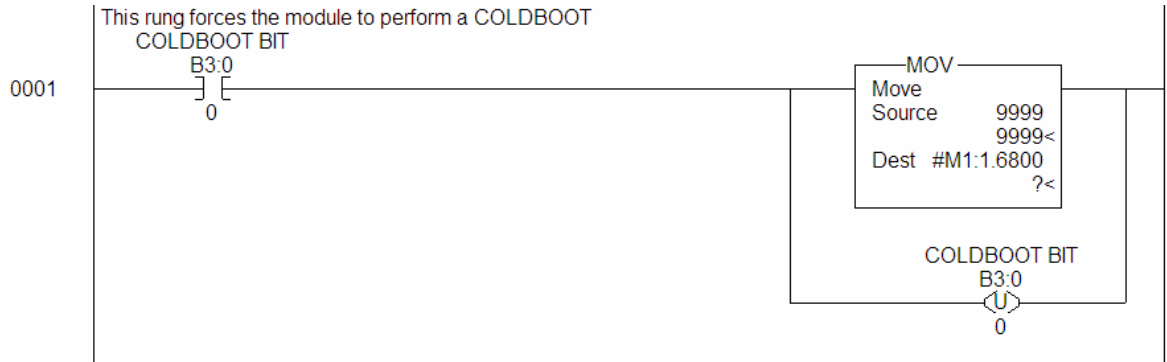 This rung forces the module to perform a COLDBOOT
COLDBOOT BIT
B3:0
0001
0
MOV
Move
Source 9999
9999<
Dest #M1:1.6800
?<
COLDBOOT BIT
B3:0
U
0